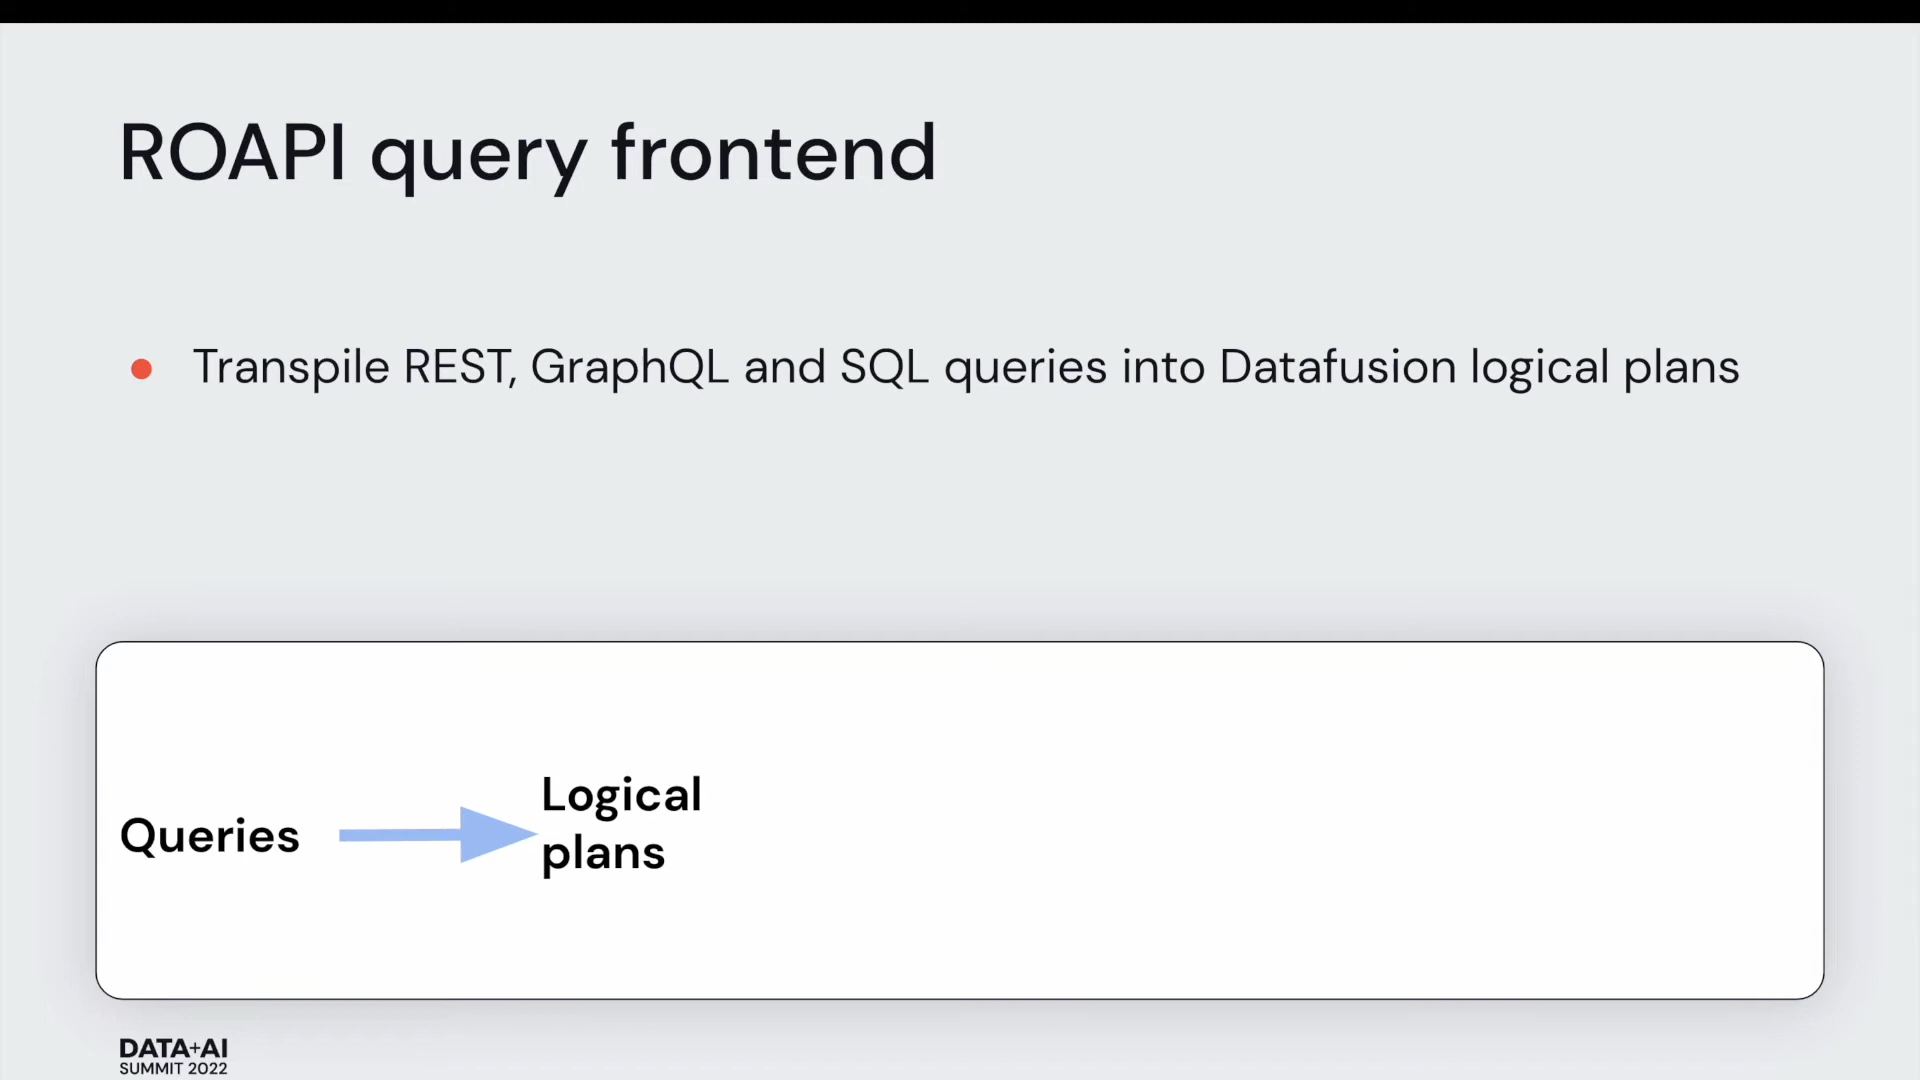 ROAPI query frontend
Transpile REST, GraphQL and SQL queries into Datafusion logical plans
Queries
Logical
plans
DATA+AI
SUMMIT 2022